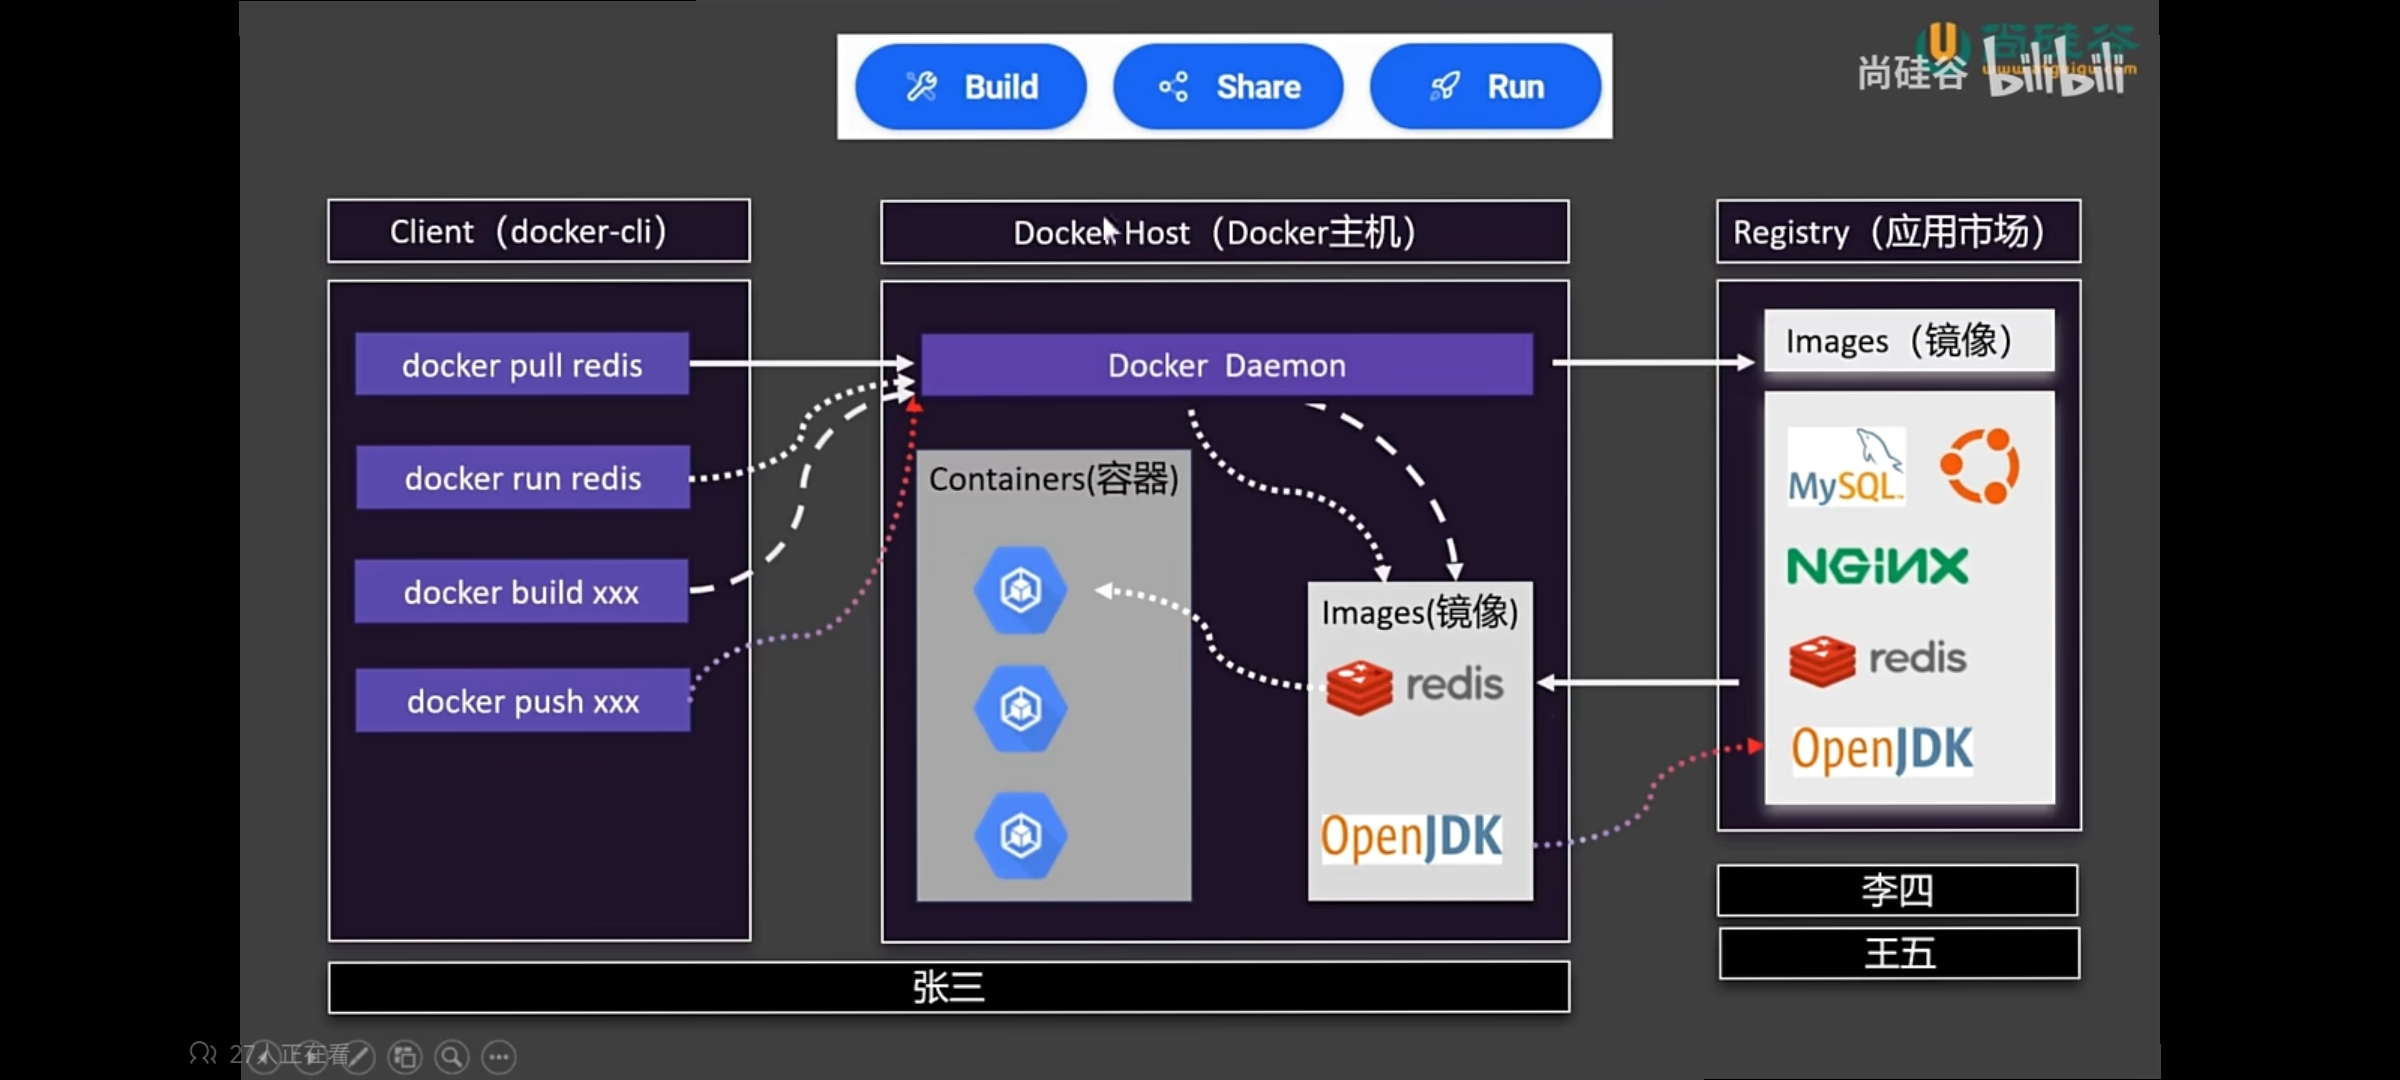 Build
Share
Run
尚硅谷
bilibili
Client（docker-cli）
Docker Host（Docker主机）
Registry（应用市场）
docker pull redis
docker run redis
docker build xxx
docker push xxx
Docker Daemon
Containers(容器)
Images(镜像)
redis
OpenJDK
Images（镜像）
MySQL
NGINX
redis
OpenJDK
李四
王五
张三
27人正在看